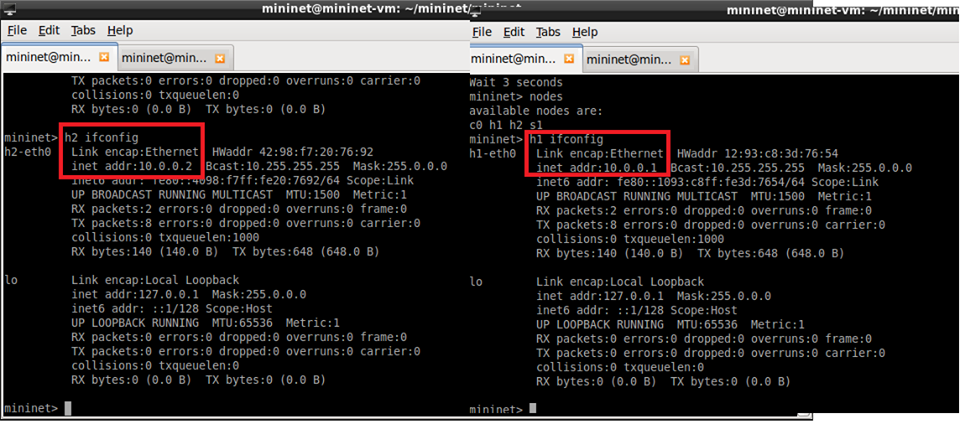 mininet@mininet-vm: ~/mininet/mininet
File Edit Tabs Help
mininet@min...
mininet@min...
TX packets:0 errors:0 dropped:0 overruns:0 carrier:0
collisions:0 txqueuelen:0
RX bytes:0 (0.0 B) TX bytes:0 (0.0 B)
mininet> h2 ifconfig
h2-eth0 Link encap:Ethernet HWaddr 42:98:f7:20:76:92
inet addr:10.0.0.2 Bcast:10.255.255.255 Mask:255.0.0.0
inet6 addr: fe80::4098:f7ff:fe20:7692/64 Scope:Link
UP BROADCAST RUNNING MULTICAST MTU:1500 Metric:1
RX packets:2 errors:0 dropped:0 overruns:0 frame:0
TX packets:8 errors:0 dropped:0 overruns:0 carrier:0
collisions:0 txqueuelen:1000
RX bytes:140 (140.0 B) TX bytes:648 (648.0 B)
lo Link encap:Local Loopback
inet addr:127.0.0.1 Mask:255.0.0.0
inet6 addr: ::1/128 Scope:Host
UP LOOPBACK RUNNING MTU:65536 Metric:1
RX packets:0 errors:0 dropped:0 overruns:0 frame:0
TX packets:0 errors:0 dropped:0 overruns:0 carrier:0
collisions:0 txqueuelen:0
RX bytes:0 (0.0 B) TX bytes:0 (0.0 B)
mininet>
mininet@mininet-vm: ~/mininet/min
File Edit Tabs Help
mininet@min...
mininet@min...
Wait 3 seconds
mininet> nodes
available nodes are:
c0 h1 h2 s1
mininet> h1 ifconfig
h1-eth0 Link encap:Ethernet HWaddr 12:93:c8:3d:76:54
inet addr:10.0.0.1 Bcast:10.255.255.255 Mask:255.0.0.0
inet6 addr: fe80::1093:c8ff:fe3d:7654/64 Scope:Link
UP BROADCAST RUNNING MULTICAST MTU:1500 Metric:1
RX packets:2 errors:0 dropped:0 overruns:0 frame:0
TX packets:8 errors:0 dropped:0 overruns:0 carrier:0
collisions:0 txqueuelen:1000
RX bytes:140 (140.0 B) TX bytes:648 (648.0 B)
lo Link encap:Local Loopback
inet addr:127.0.0.1 Mask:255.0.0.0
inet6 addr: ::1/128 Scope:Host
UP LOOPBACK RUNNING MTU:65536 Metric:1
RX packets:0 errors:0 dropped:0 overruns:0 frame:0
TX packets:0 errors:0 dropped:0 overruns:0 carrier:0
collisions:0 txqueuelen:0
RX bytes:0 (0.0 B) TX bytes:0 (0.0 B)
mininet>